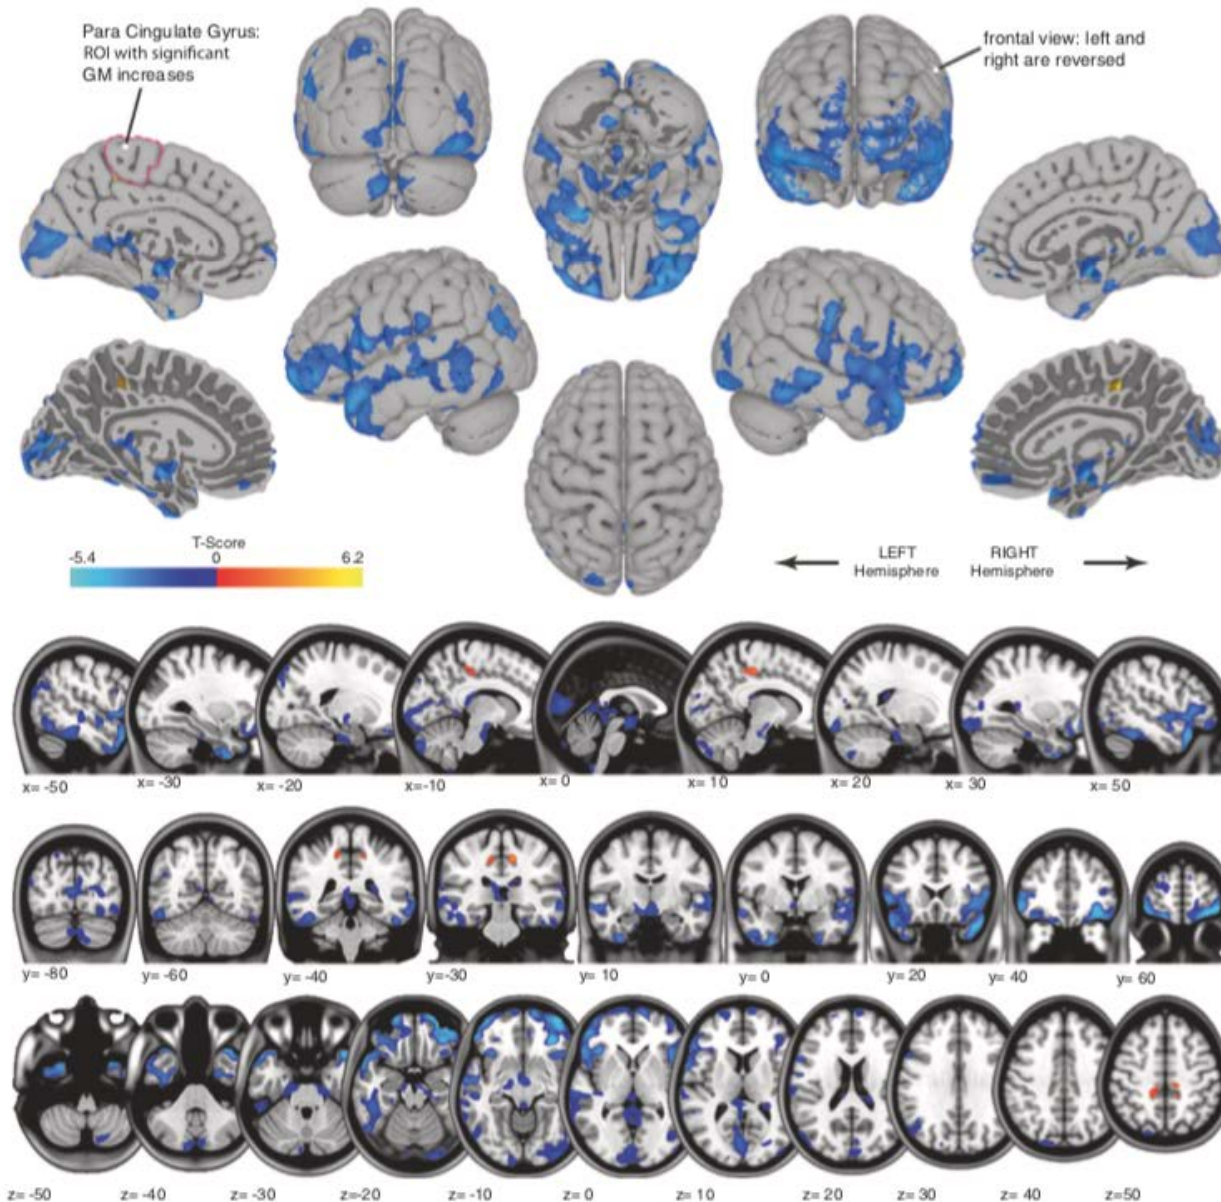 Para Cingulate Gyrus:
ROI with significant
GM increases
frontal view: left and
right are reversed
T-Score
-5.4 0 6.2
LEFT RIGHT
Hemisphere Hemisphere
x= -50 x= -30 x= -20 x=-10 x= 0 x= 10 x= 20 x= 30 x= 50
y= -80 y= -60 y= -40 y=-30 y= 10 y= 0 y= 20 y= 40 y= 60
z= -50 z= -40 z= -30 z=-20 z= -10 z= 0 z= 10 z= 20 z= 30 z= 40 z=50